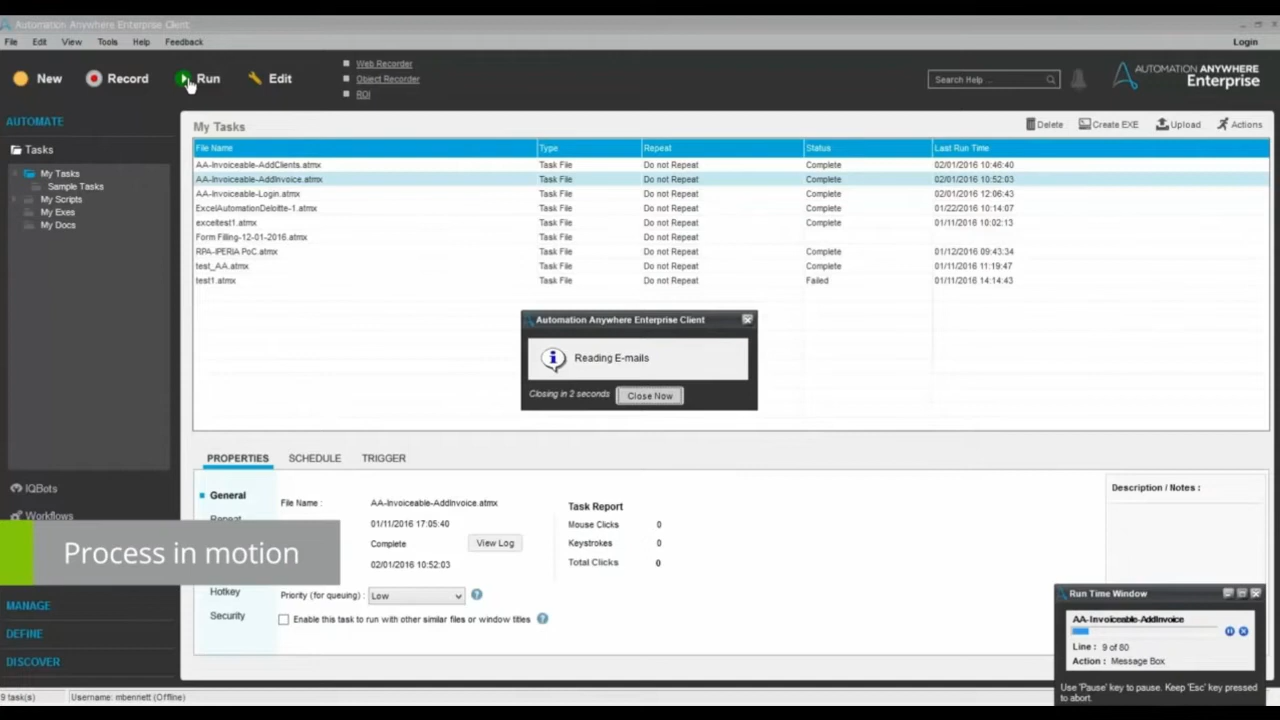 Automation Anywhere Enterprise Client
File Edit View Tools Help Feedback Login
New Record Run Edit
Web Recorder
Object Recorder
ROI
Search Help ...
AUTOMATION ANYWHERE
Enterprise
AUTOMATE
Tasks
My Tasks
Sample Tasks
My Scripts
My Exes
My Docs
IQBots
Workflows
MANAGE
DEFINE
DISCOVER
My Tasks Delete Create EXE Upload Actions
File Name Type Repeat Status Last Run Time
AA-Invoiceable-AddClients.atmx Task File Do not Repeat Complete 02/01/2016 10:46:40
AA-Invoiceable-AddInvoice.atmx Task File Do not Repeat Complete 02/01/2016 10:52:03
AA-Invoiceable-Login.atmx Task File Do not Repeat Complete 02/01/2016 12:06:43
ExcelAutomationDeloitte-1.atmx Task File Do not Repeat Complete 01/22/2016 10:14:07
exceltest1.atmx Task File Do not Repeat Complete 01/11/2016 10:02:13
Form Filling-12-01-2016.atmx Task File Do not Repeat
RPA-IPERIA PoC.atmx Task File Do not Repeat Complete 01/12/2016 09:43:34
test_AA.atmx Task File Do not Repeat Complete 01/11/2016 11:19:47
test1.atmx Task File Do not Repeat Failed 01/11/2016 14:14:43
Automation Anywhere Enterprise Client
Reading E-mails
Closing in 2 seconds Close Now
PROPERTIES SCHEDULE TRIGGER
General
Repeat
Hotkey
Security
File Name : AA-Invoiceable-AddInvoice.atmx
01/11/2016 17:05:40
Complete View Log
02/01/2016 10:52:03
Priority (for queuing) : Low
Enable this task to run with other similar files or window titles
Task Report
Mouse Clicks 0
Keystrokes 0
Total Clicks 0
Description / Notes :
Process in motion
Run Time Window
AA-Invoiceable-AddInvoice
Line : 9 of 80
Action : Message Box
Use 'Pause' key to pause. Keep 'Esc' key pressed
to abort.
9 task(s) Username: mbennett (Offline)